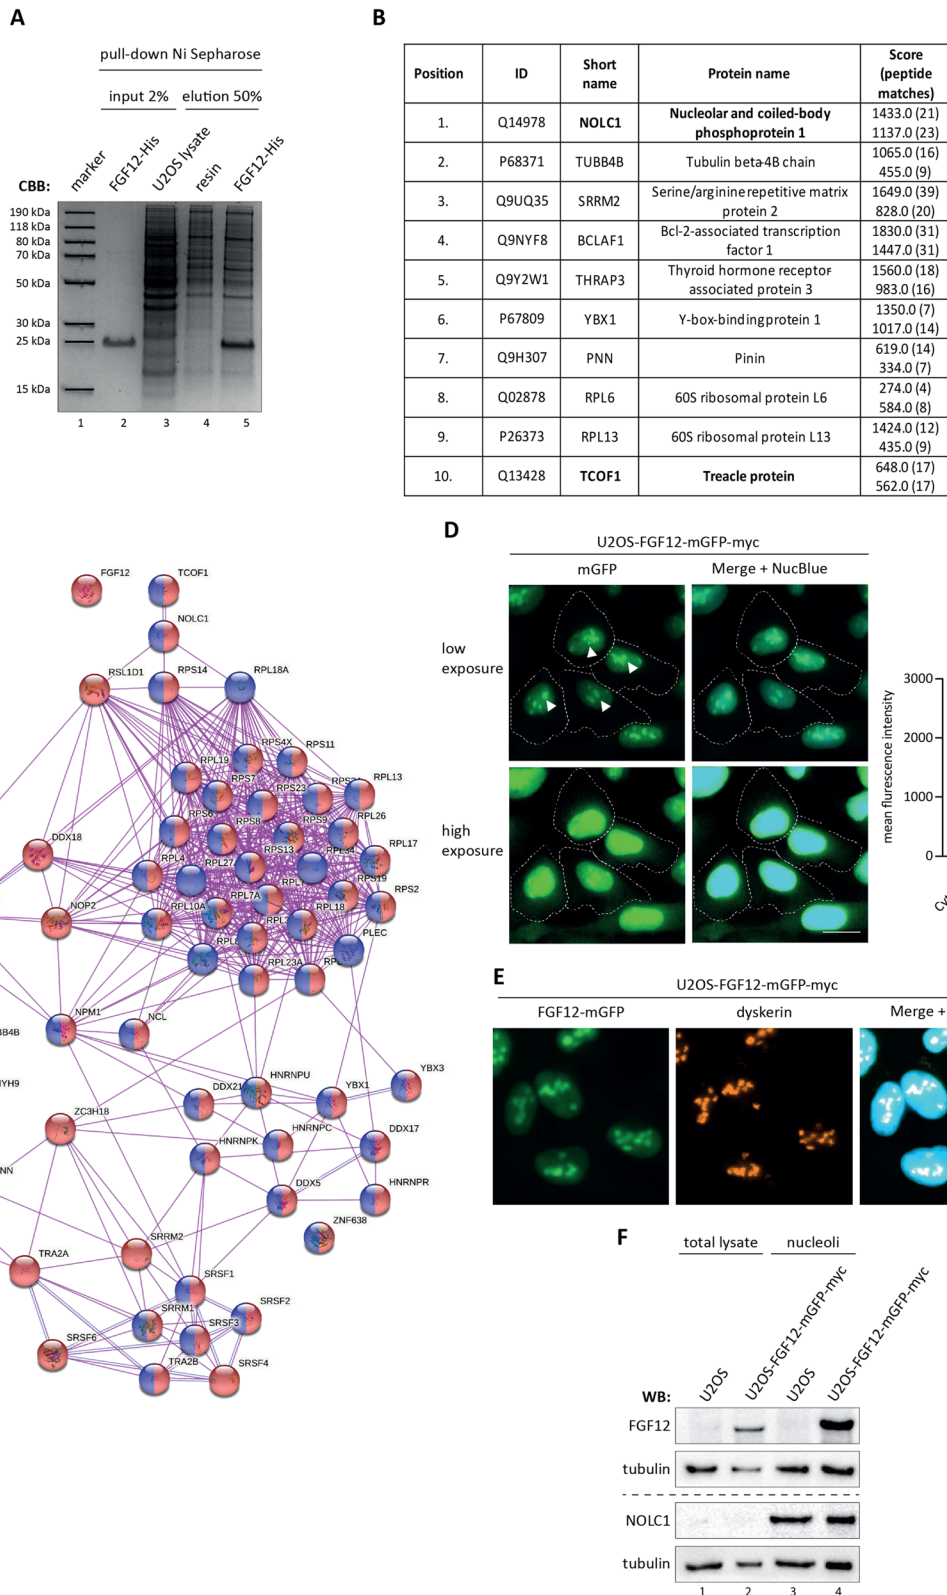 A
pull-down Ni Sepharose
input 2% elution 50%
CBB: marker FGF12-His U2OS lysate resin FGF12-His
190 kDa
118 kDa
80 kDa
70 kDa
50 kDa
30 kDa
25 kDa
15 kDa
1 2 3 4 5
B
Position ID Short name Protein name Score (peptide matches)
1. Q14978 NOLC1 Nucleolar and coiled-body phosphoprotein 1 1433.0 (21) 1137.0 (23)
2. P68371 TUBB4B Tubulin beta-4B chain 1065.0 (16) 455.0 (9)
3. Q9UQ35 SRRM2 Serine/arginine repetitive matrix protein 2 1649.0 (39) 828.0 (20)
4. Q9NYF8 BCLAF1 Bcl-2-associated transcription factor 1 1830.0 (31) 1447.0 (31)
5. Q9Y2W1 THRAP3 Thyroid hormone receptor-associated protein 3 1560.0 (18) 983.0 (16)
6. P67809 YBX1 Y-box-binding protein 1 1350.0 (7) 1017.0 (14)
7. Q9H307 PNN Pinin 619.0 (14) 334.0 (7)
8. Q02878 RPL6 60S ribosomal protein L6 274.0 (4) 584.0 (8)
9. P26373 RPL13 60S ribosomal protein L13 1424.0 (12) 435.0 (9)
10. Q13428 TCOF1 Treacle protein 648.0 (17) 562.0 (17)
FGF12 TCOF1
NOLC1
RSL1D1 RPS14 RPL18A
RPS4X RPS11
RPL19
RPS7 RPL13
RPS23
RPS6 RPS8 RPS9 RPL26
DDX18
RPL4 RPL27 RPS13 RPL34 RPL17
RPS19
NOP2 RPL10A RPL7A RPL18 RPS2
PLEC
RPL23A
NPM1 NCL
BB4B
YH9
DDX21 HNRNPU YBX1 YBX3
ZC3H18
HNRNPK HNRNPC DDX17
NN
DDX5 HNRNPR
ZNF638
TRA2A SRRM2
SRSF1
SRRM1 SRSF3 SRSF2
SRSF6 TRA2B SRSF4
D
U2OS-FGF12-mGFP-myc
mGFP Merge + NucBlue
low
exposure
high
exposure
mean flurescence intensity
3000
2000
1000
0
Cy
E
U2OS-FGF12-mGFP-myc
FGF12-mGFP dyskerin Merge +
F
total lysate nucleoli
WB: U2OS U2OS-FGF12-mGFP-myc U2OS U2OS-FGF12-mGFP-myc
FGF12
tubulin
NOLC1
tubulin
1 2 3 4